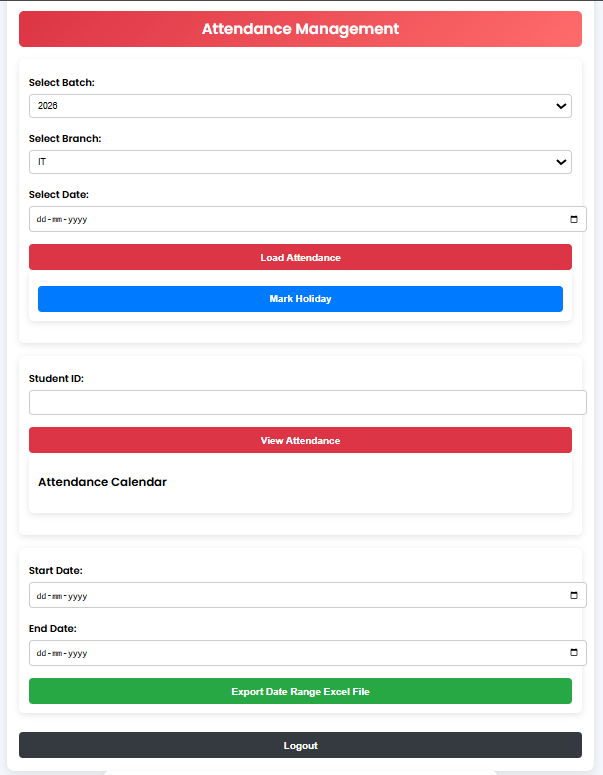 Attendance Management
Select Batch:
2026
Select Branch:
IT
Select Date:
dd-mm-yyyy
Load Attendance
Mark Holiday
Student ID:
View Attendance
Attendance Calendar
Start Date:
dd-mm-yyyy
End Date:
dd-mm-yyyy
Export Date Range Excel File
Logout